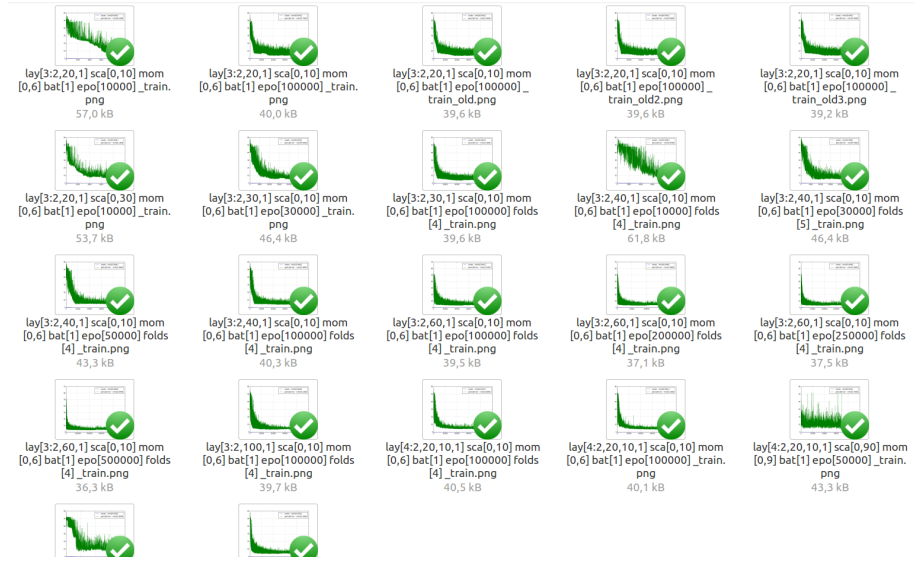 lay[3:2,20,1] sca[0,10] mom
[0,6] bat[1] epo[10000] _train.
png
57,0 kB
lay[3:2,20,1] sca[0,10] mom
[0,6] bat[1] epo[100000] _train.
png
40,0 kB
lay[3:2,20,1] sca[0,10] mom
[0,6] bat[1] epo[100000] _
train_old.png
39,6 kB
lay[3:2,20,1] sca[0,10] mom
[0,6] bat[1] epo[100000] _
train_old2.png
39,6 kB
lay[3:2,20,1] sca[0,10] mom
[0,6] bat[1] epo[100000] _
train_old3.png
39,2 kB
lay[3:2,20,1] sca[0,30] mom
[0,6] bat[1] epo[10000] _train.
png
53,7 kB
lay[3:2,30,1] sca[0,10] mom
[0,6] bat[1] epo[30000] _train.
png
46,4 kB
lay[3:2,30,1] sca[0,10] mom
[0,6] bat[1] epo[100000] folds
[4] _train.png
39,6 kB
lay[3:2,40,1] sca[0,10] mom
[0,6] bat[1] epo[10000] folds
[4] _train.png
61,8 kB
lay[3:2,40,1] sca[0,10] mom
[0,6] bat[1] epo[30000] folds
[5] _train.png
46,4 kB
lay[3:2,40,1] sca[0,10] mom
[0,6] bat[1] epo[50000] folds
[4] _train.png
43,3 kB
lay[3:2,40,1] sca[0,10] mom
[0,6] bat[1] epo[100000] folds
[4] _train.png
40,3 kB
lay[3:2,60,1] sca[0,10] mom
[0,6] bat[1] epo[100000] folds
[4] _train.png
39,5 kB
lay[3:2,60,1] sca[0,10] mom
[0,6] bat[1] epo[200000] folds
[4] _train.png
37,1 kB
lay[3:2,60,1] sca[0,10] mom
[0,6] bat[1] epo[250000] folds
[4] _train.png
37,5 kB
lay[3:2,60,1] sca[0,10] mom
[0,6] bat[1] epo[500000] folds
[4] _train.png
36,3 kB
lay[3:2,100,1] sca[0,10] mom
[0,6] bat[1] epo[100000] folds
[4] _train.png
39,7 kB
lay[4:2,20,10,1] sca[0,10] mom
[0,6] bat[1] epo[100000] folds
[4] _train.png
40,5 kB
lay[4:2,20,10,1] sca[0,10] mom
[0,6] bat[1] epo[100000] _train.
png
40,1 kB
lay[4:2,20,10,1] sca[0,90] mom
[0,9] bat[1] epo[50000] _train.
png
43,3 kB